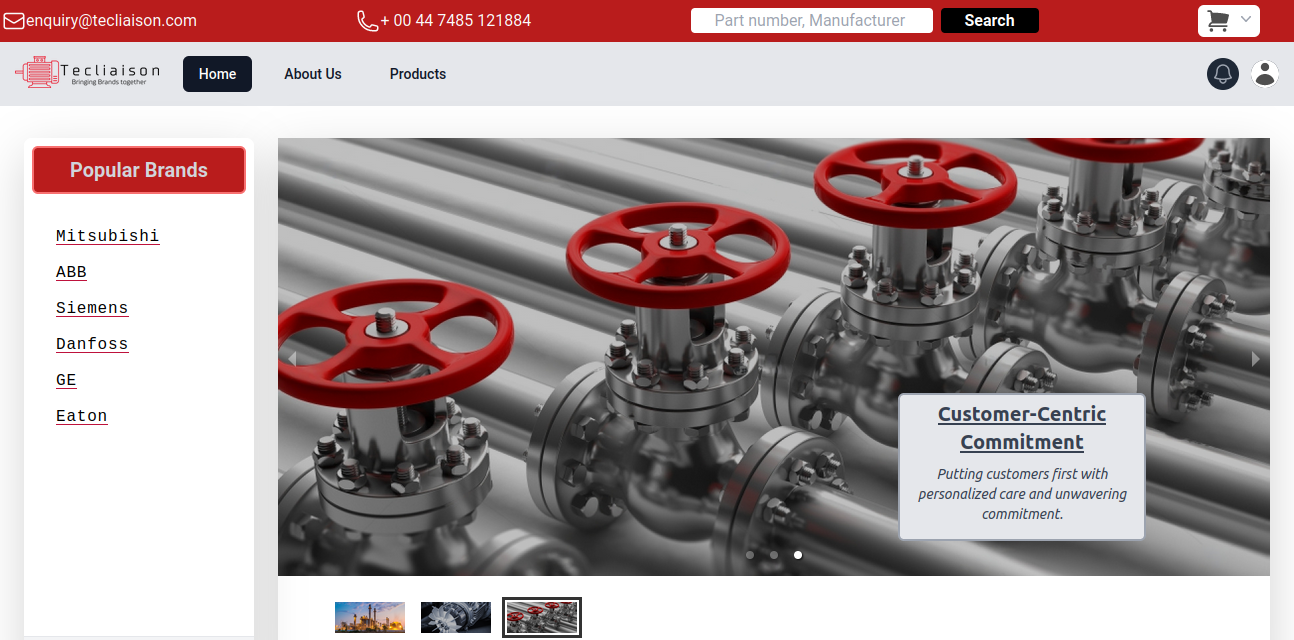 enquiry@tecliaison.com
+ 00 44 7485 121884
Part number, Manufacturer
Search
Tecliaison
Bringing Brands together
Home
About Us
Products
Popular Brands
Mitsubishi
ABB
Siemens
Danfoss
GE
Eaton
Customer-Centric
Commitment
Putting customers first with
personalized care and unwavering
commitment.